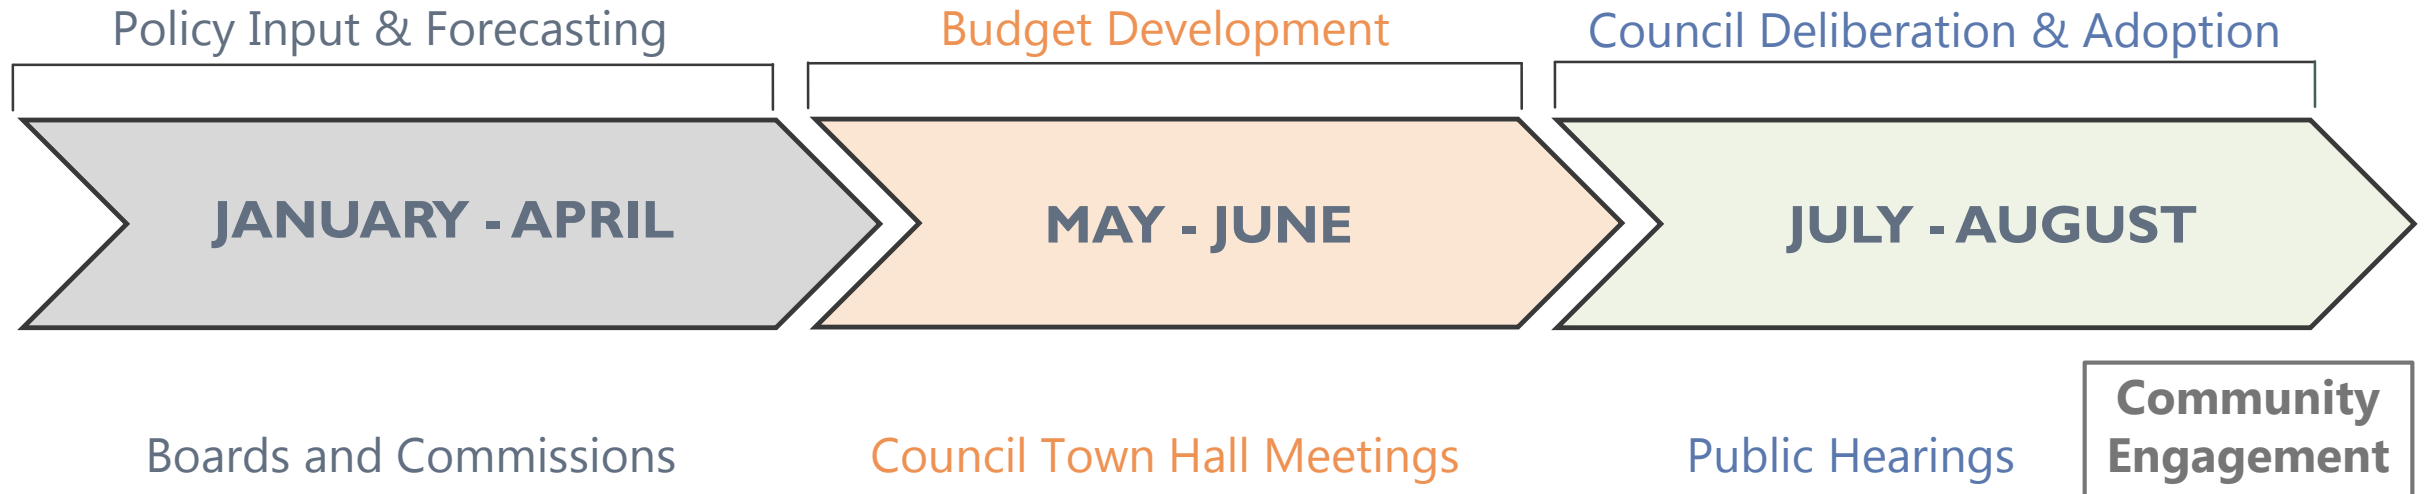 Policy Input & Forecasting
Budget Development
Council Deliberation & Adoption
JANUARY - APRIL
MAY - JUNE
JULY - AUGUST
Boards and Commissions
Council Town Hall Meetings
Public Hearings
Community
Engagement